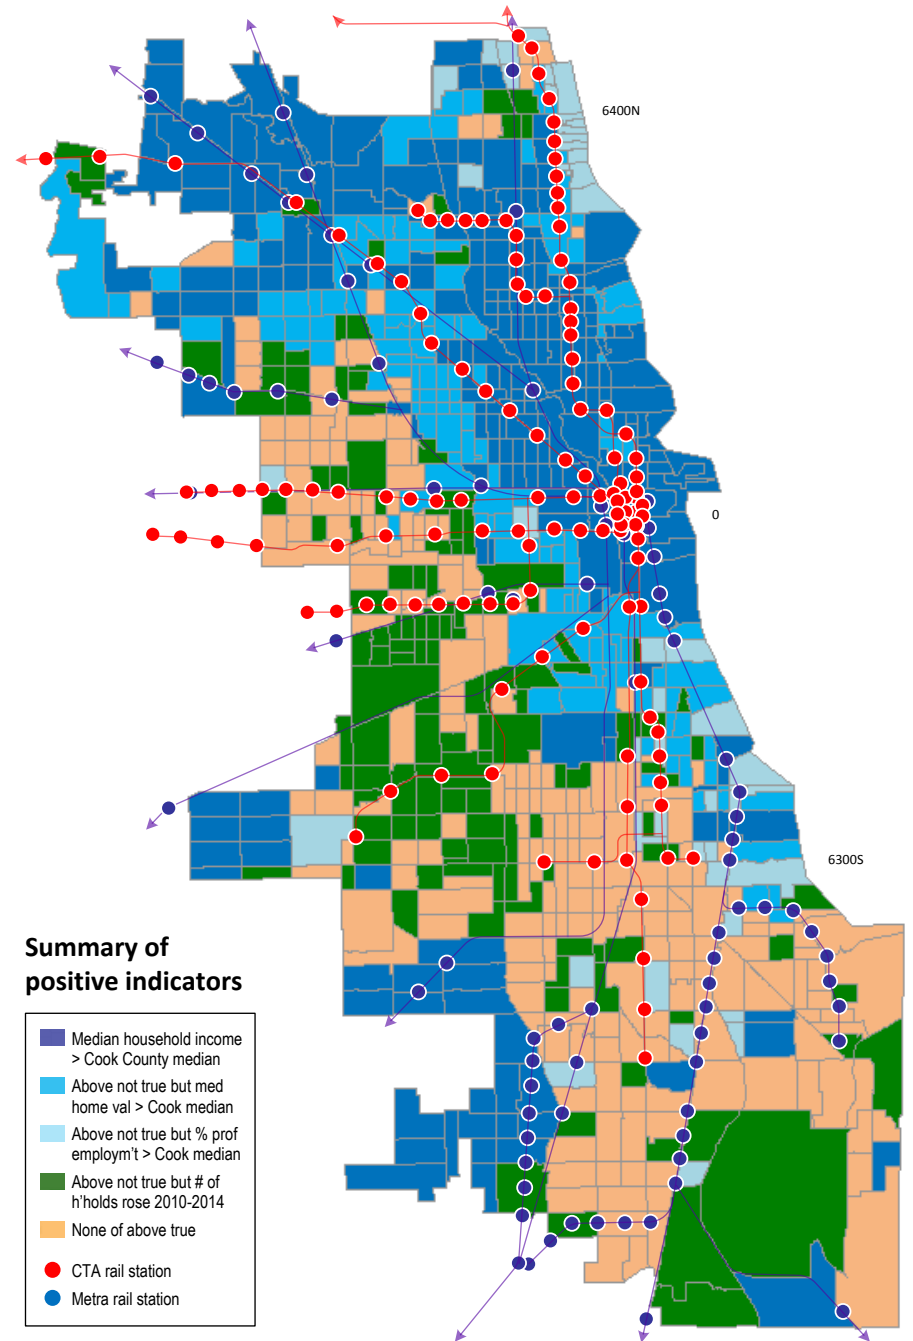 6400N
0
6300S
Summary of
positive indicators
Median household income
> Cook County median
Above not true but med
home val > Cook median
Above not true but % prof
employm't > Cook median
Above not true but # of
h'holds rose 2010-2014
None of above true
CTA rail station
Metra rail station